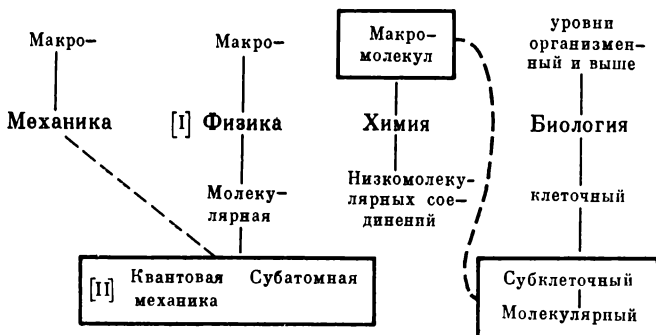 Макро-
Механика
Макро-
[I] Физика
Молеку-
лярная
[II] Квантовая Субатомная
механика
Макро-
молекул
Химия
Низкомолеку-
лярных сое-
динений
уровни
организмен-
ный и выше
Биология
клеточный
Субклеточный
Молекулярный